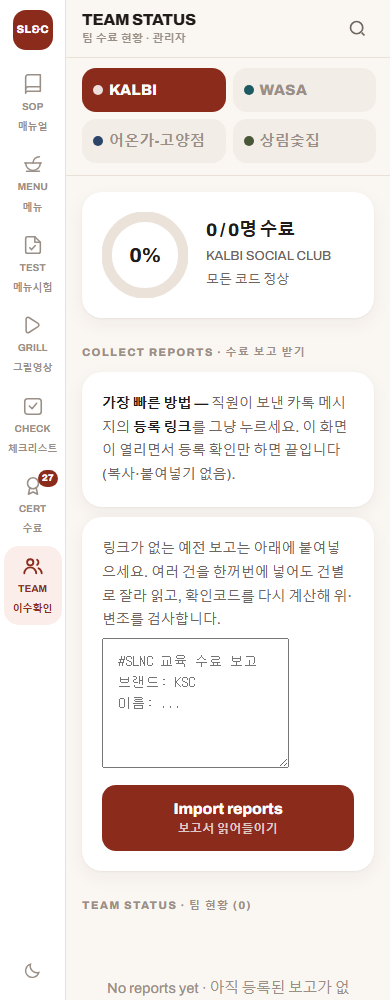 SL&C
TEAM STATUS
팀 수료 현황 · 관리자
SOP
매뉴얼
MENU
메뉴
TEST
메뉴시험
GRILL
그릴영상
CHECK
체크리스트
27
CERT
수료
TEAM
이수확인
KALBI
WASA
어온가-고양점
상림숯집
0%
0/0명 수료
KALBI SOCIAL CLUB
모든 코드 정상
COLLECT REPORTS · 수료 보고 받기
가장 빠른 방법 — 직원이 보낸 카톡 메시
지의 등록 링크를 그냥 누르세요. 이 화면
이 열리면서 등록 확인만 하면 끝입니다
(복사·붙여넣기 없음).
링크가 없는 예전 보고는 아래에 붙여넣
으세요. 여러 건을 한꺼번에 넣어도 건별
로 잘라 읽고, 확인코드를 다시 계산해 위·
변조를 검사합니다.
#SLNC 교육 수료 보고
브랜드: KSC
이름: ...
Import reports
보고서 읽어들이기
TEAM STATUS · 팀 현황 (0)
No reports yet · 아직 등록된 보고가 없